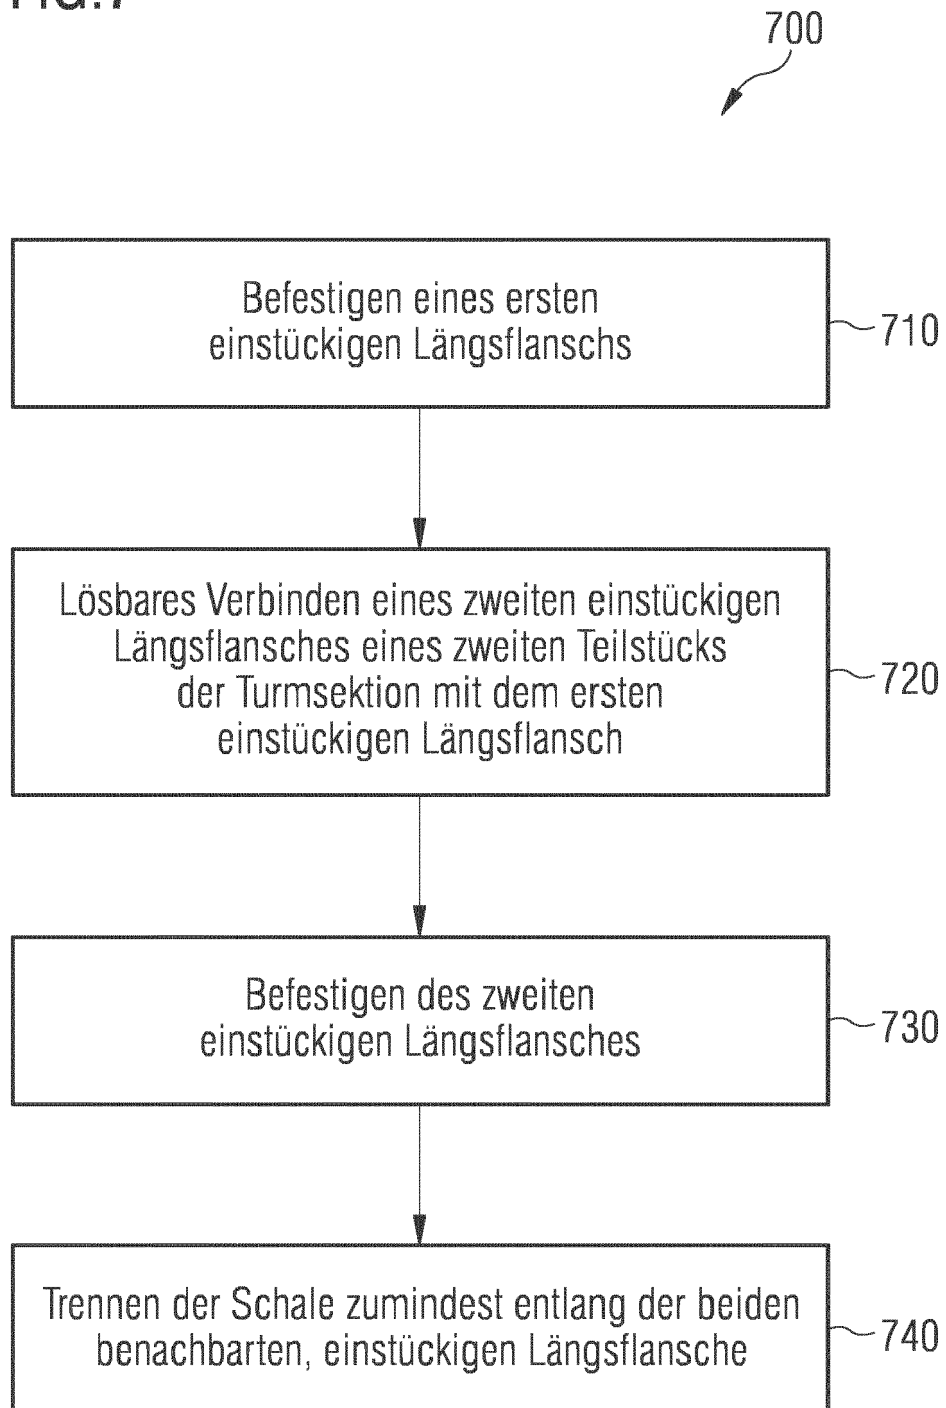 FIG.7
700
Befestigen eines ersten
einstückigen Längsflanschs
710
Lösbares Verbinden eines zweiten einstückigen
Längsflansches eines zweiten Teilstücks
der Turmsektion mit dem ersten
einstückigen Längsflansch
720
Befestigen des zweiten
einstückigen Längsflansches
730
Trennen der Schale zumindest entlang der beiden
benachbarten, einstückigen Längsflansche
740